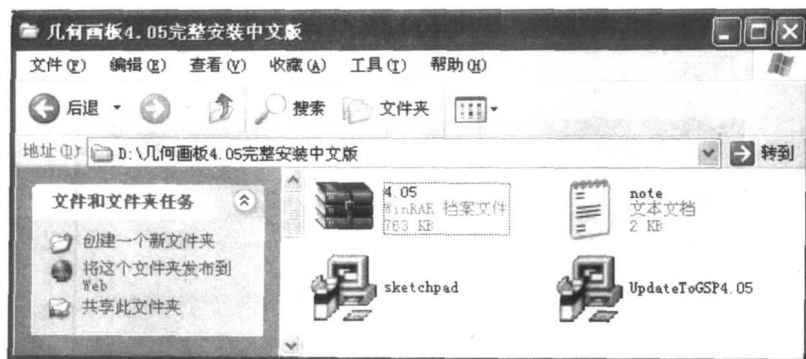 几何画板4.05完整安装中文版
文件(F) 编辑(E) 查看(V) 收藏(A) 工具(T) 帮助(H)
后退 搜索 文件夹
地址(D) D:\几何画板4.05完整安装中文版 转到
文件和文件夹任务
创建一个新文件夹
将这个文件夹发布到
Web
共享此文件夹
4.05
WinRAR 档案文件
763 KB
note
文本文档
2 KB
sketchpad
UpdateToGSP4.05